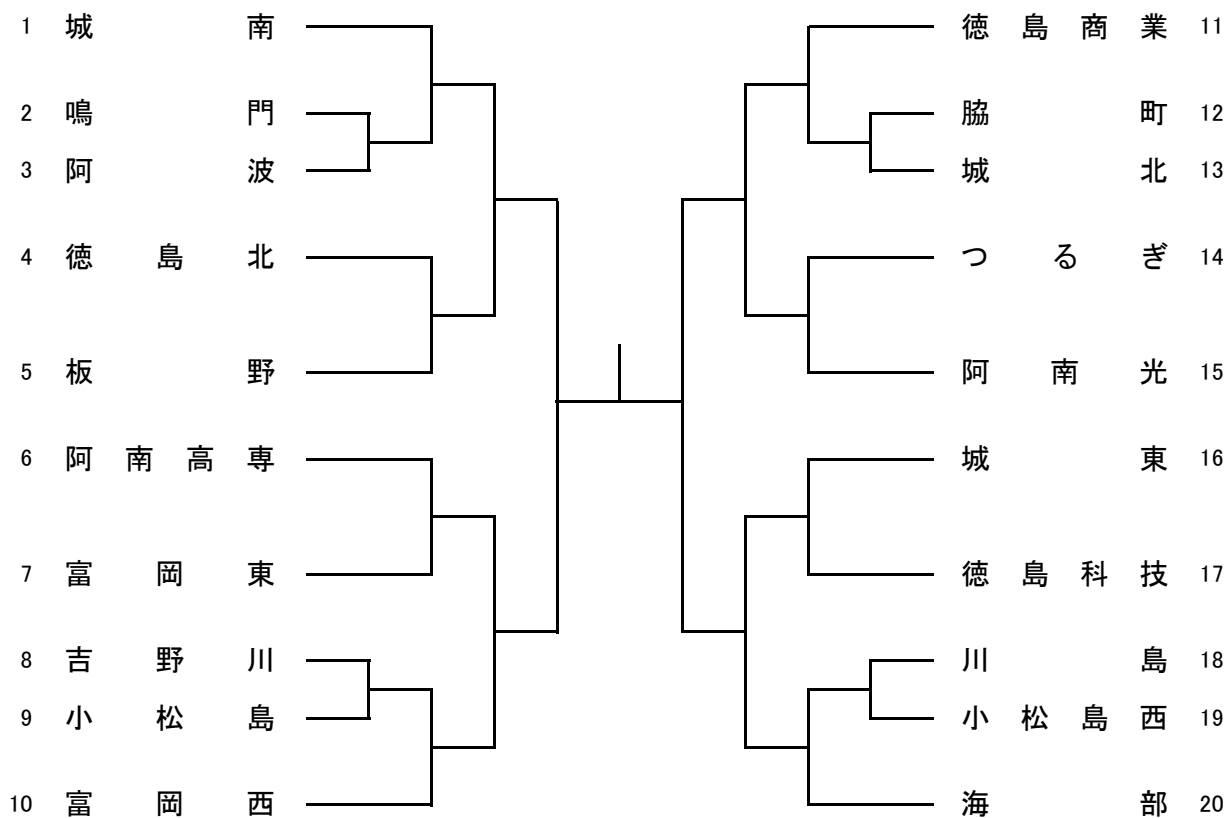 1 城南
2 鳴門
3 阿波
4 徳島北
5 板野
6 阿南高専
7 富岡東
8 吉野川
9 小松島
10 富岡西
徳島商業 11
脇町 12
城北 13
つるぎ 14
阿南光 15
城東 16
徳島科技 17
川島 18
小松島西 19
海部 20